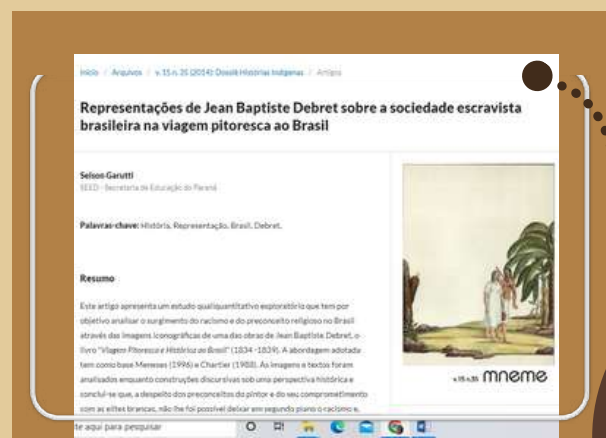 Início / Arquivos / v. 15 n. 35 (2014): Dossiê Histórias Indígenas / Artigos
Representações de Jean Baptiste Debret sobre a sociedade escravista
brasileira na viagem pitoresca ao Brasil
Selson Garutti
SEED - Secretaria de Educação do Paraná
Palavras-chave: História, Representação, Brasil, Debret.
Resumo
Este artigo apresenta um estudo qualiquantitativo exploratório que tem por
objetivo analisar o surgimento do racismo e do preconceito religioso no Brasil
através das imagens iconográficas de uma das obras de Jean Baptiste Debret, o
livro "Viagem Pitoresca e Histórica ao Brasil" (1834 -1839). A abordagem adotada
tem como base Meneses (1996) e Chartier (1988). As imagens e textos foram
analisados enquanto construções discursivas sob uma perspectiva histórica e
conclui-se que, a despeito dos preconceitos do pintor e do seu comprometimento
com as elites brancas, não lhe foi possível deixar em segundo plano o racismo e,
v.15 n.35 mneme
te aqui para pesquisar